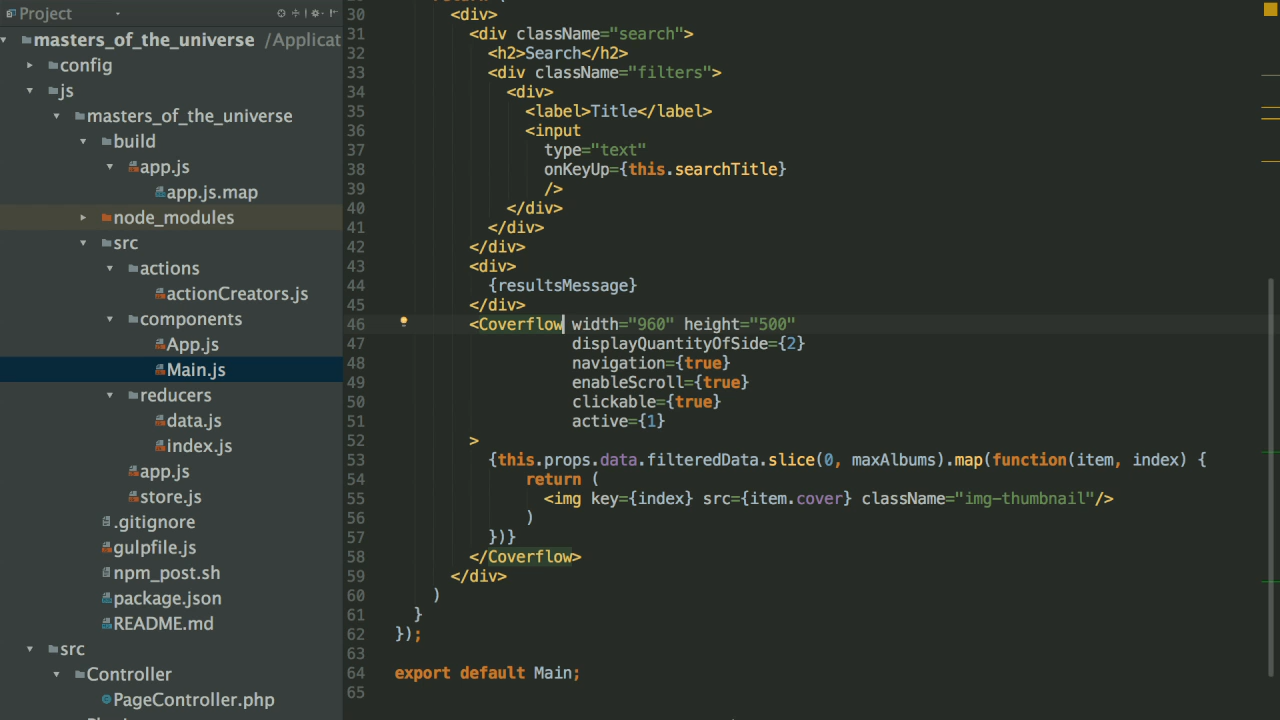 Project
masters_of_the_universe /Applicat
config
js
masters_of_the_universe
build
app.js
app.js.map
node_modules
src
actions
actionCreators.js
components
App.js
Main.js
reducers
data.js
index.js
app.js
store.js
.gitignore
gulpfile.js
npm_post.sh
package.json
README.md
src
Controller
PageController.php
30 <div>
31 <div className="search">
32 <h2>Search</h2>
33 <div className="filters">
34 <div>
35 <label>Title</label>
36 <input
37 type="text"
38 onKeyUp={this.searchTitle}
39 />
40 </div>
41 </div>
42 </div>
43 <div>
44 {resultsMessage}
45 </div>
46 <Coverflow width="960" height="500"
47 displayQuantityOfSide={2}
48 navigation={true}
49 enableScroll={true}
50 clickable={true}
51 active={1}
52 >
53 {this.props.data.filteredData.slice(0, maxAlbums).map(function(item, index) {
54 return (
55 <img key={index} src={item.cover} className="img-thumbnail"/>
56 )
57 })}
58 </Coverflow>
59 </div>
60 )
61 }
62 });
63
64 export default Main;
65